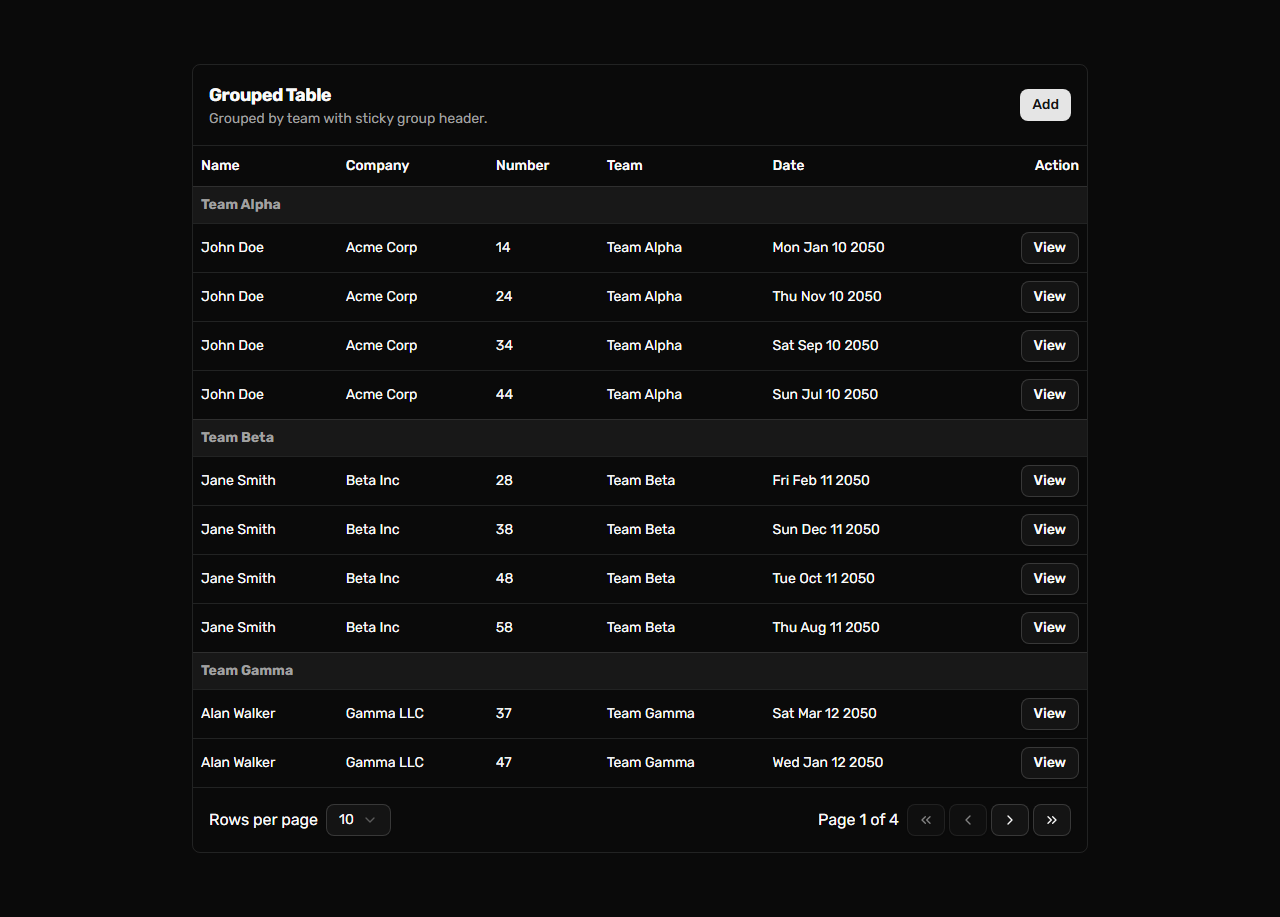 Grouped Table
Grouped by team with sticky group header.
Add
Name Company Number Team Date Action
Team Alpha
John Doe Acme Corp 14 Team Alpha Mon Jan 10 2050 View
John Doe Acme Corp 24 Team Alpha Thu Nov 10 2050 View
John Doe Acme Corp 34 Team Alpha Sat Sep 10 2050 View
John Doe Acme Corp 44 Team Alpha Sun Jul 10 2050 View
Team Beta
Jane Smith Beta Inc 28 Team Beta Fri Feb 11 2050 View
Jane Smith Beta Inc 38 Team Beta Sun Dec 11 2050 View
Jane Smith Beta Inc 48 Team Beta Tue Oct 11 2050 View
Jane Smith Beta Inc 58 Team Beta Thu Aug 11 2050 View
Team Gamma
Alan Walker Gamma LLC 37 Team Gamma Sat Mar 12 2050 View
Alan Walker Gamma LLC 47 Team Gamma Wed Jan 12 2050 View
Rows per page 10 Page 1 of 4